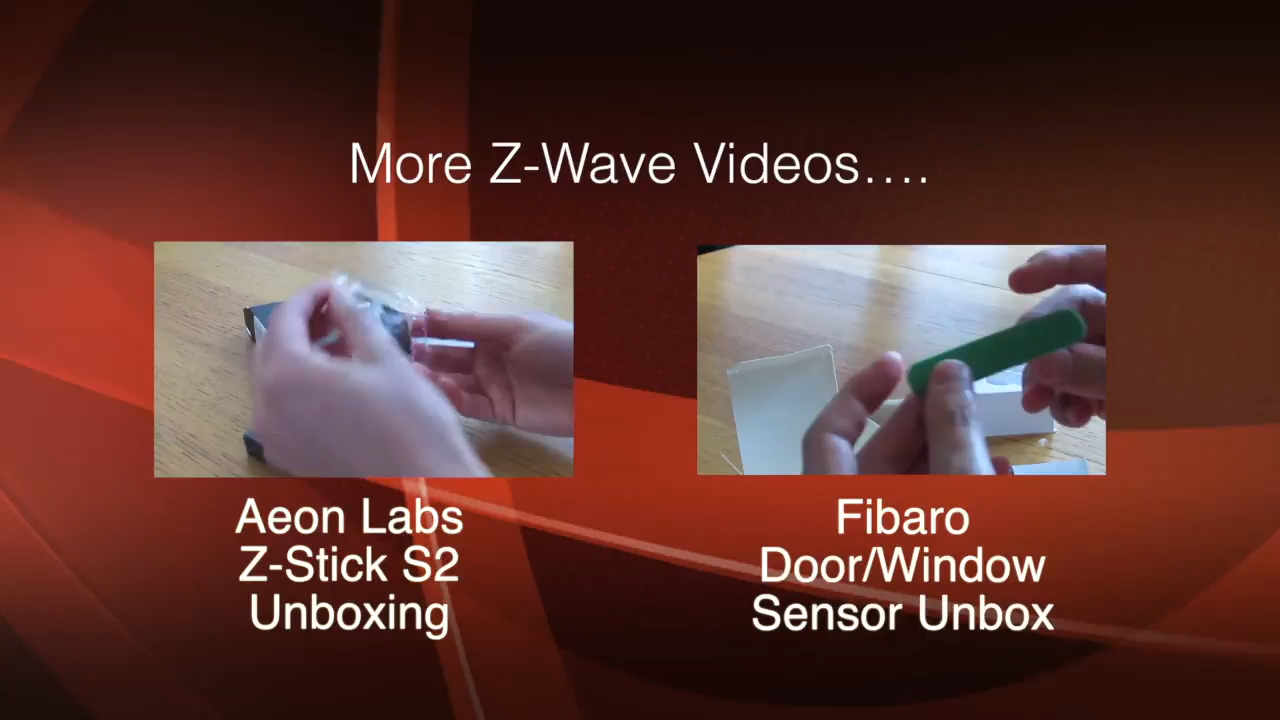 More Z-Wave Videos....
Aeon Labs
Z-Stick S2
Unboxing
Fibaro
Door/Window
Sensor Unbox